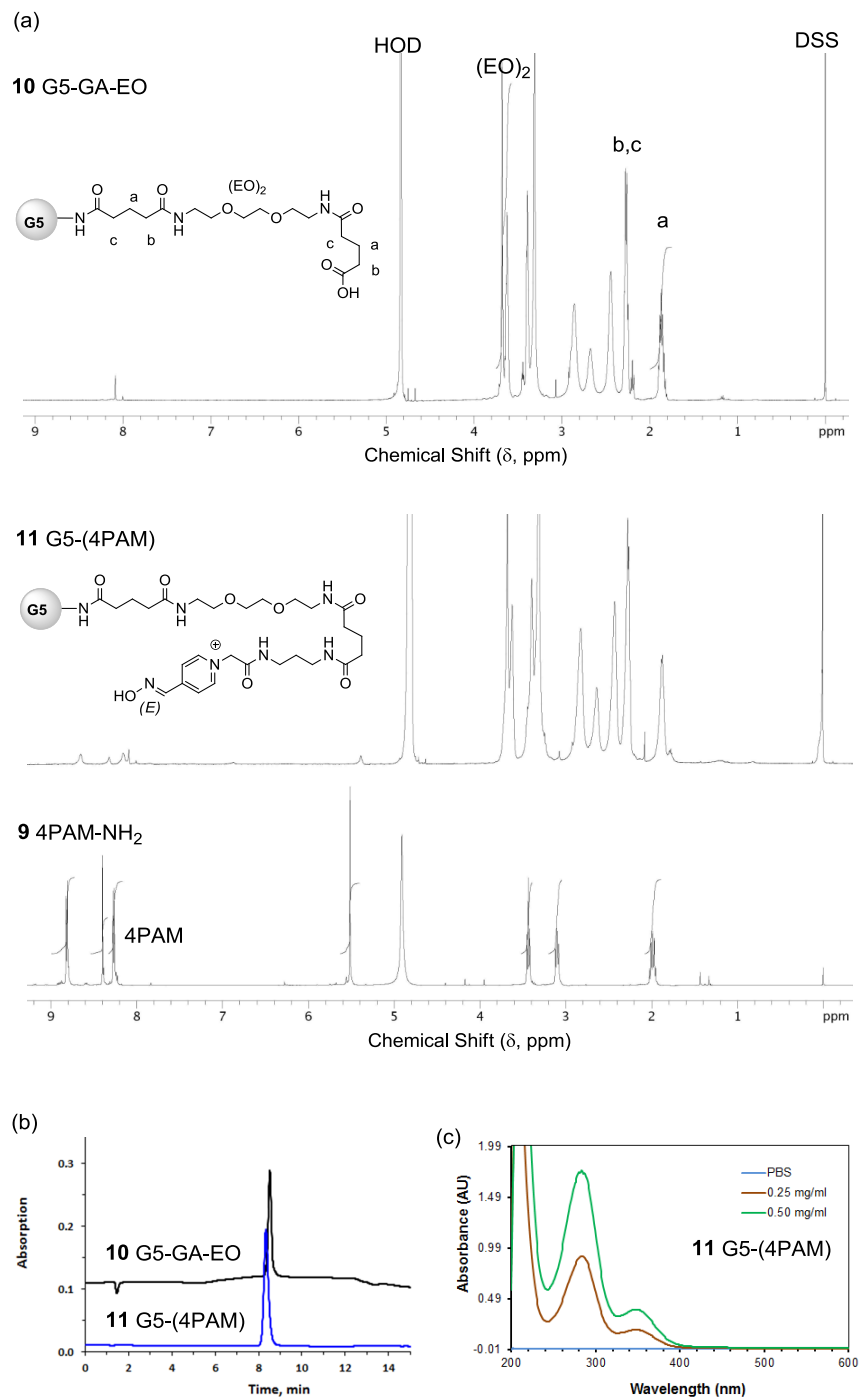 (a)
HOD
(EO)2
DSS
10 G5-GA-EO
b,c
a
O
a
O
(EO)2
H
N
O
G5
NH
N
H
O
O
c
b
c
a
O
b
OH
9 8 7 6 5 4 3 2 1 ppm
Chemical Shift (δ, ppm)
11 G5-(4PAM)
O
O
H
N
O
G5
NH
N
H
O
O
⊕
H
N
H
N
N
O
O
N
HO
(E)
9 4PAM-NH2
4PAM
9 8 7 6 5 4 3 2 1 ppm
Chemical Shift (δ, ppm)
(b)
Absorption
0.3
0.2
0.1
0.0
10 G5-GA-EO
11 G5-(4PAM)
0 2 4 6 8 10 12 14
Time, min
(c)
Absorbance (AU)
1.99
1.49
0.99
0.49
-0.01
PBS
0.25 mg/ml
0.50 mg/ml
11 G5-(4PAM)
200 300 400 500 600
Wavelength (nm)